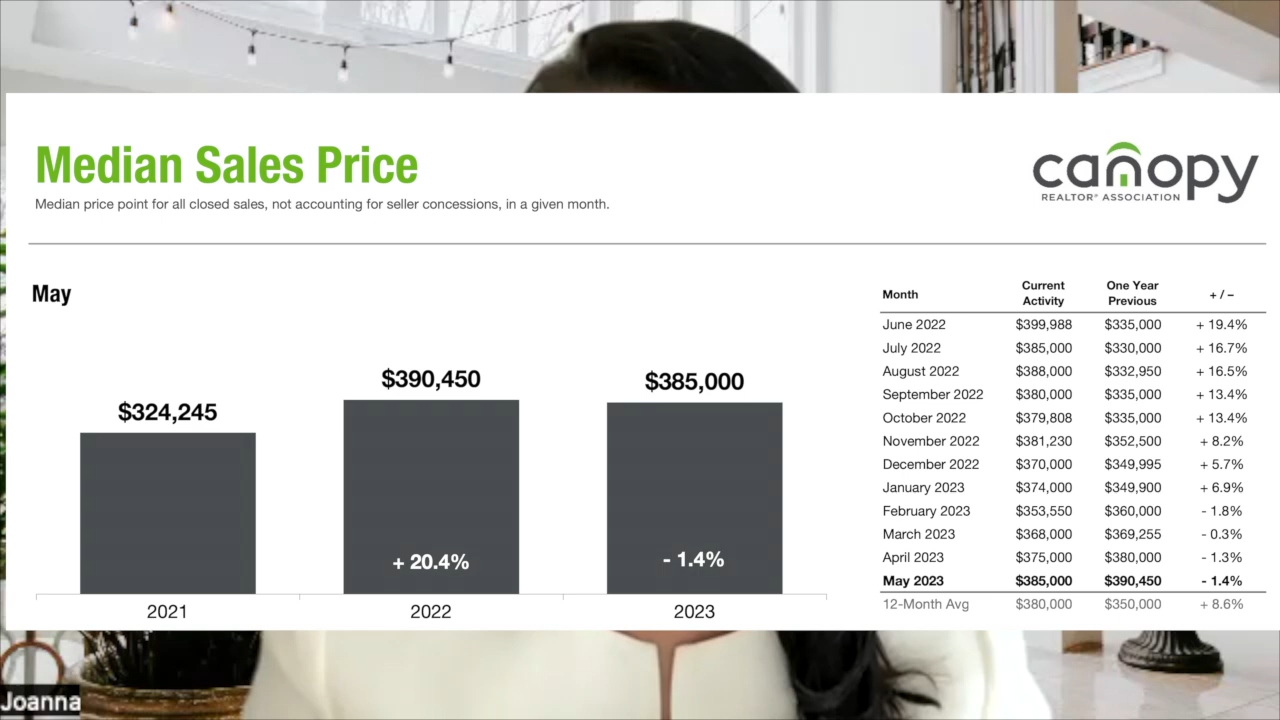 Median Sales Price
Median price point for all closed sales, not accounting for seller concessions, in a given month.
canopy
REALTOR® ASSOCIATION
May
$324,245
$390,450
$385,000
+ 20.4%
- 1.4%
2021
2022
2023
Month Current Activity One Year Previous + / –
June 2022 $399,988 $335,000 + 19.4%
July 2022 $385,000 $330,000 + 16.7%
August 2022 $388,000 $332,950 + 16.5%
September 2022 $380,000 $335,000 + 13.4%
October 2022 $379,808 $335,000 + 13.4%
November 2022 $381,230 $352,500 + 8.2%
December 2022 $370,000 $349,995 + 5.7%
January 2023 $374,000 $349,900 + 6.9%
February 2023 $353,550 $360,000 - 1.8%
March 2023 $368,000 $369,255 - 0.3%
April 2023 $375,000 $380,000 - 1.3%
May 2023 $385,000 $390,450 - 1.4%
12-Month Avg $380,000 $350,000 + 8.6%
Joanna